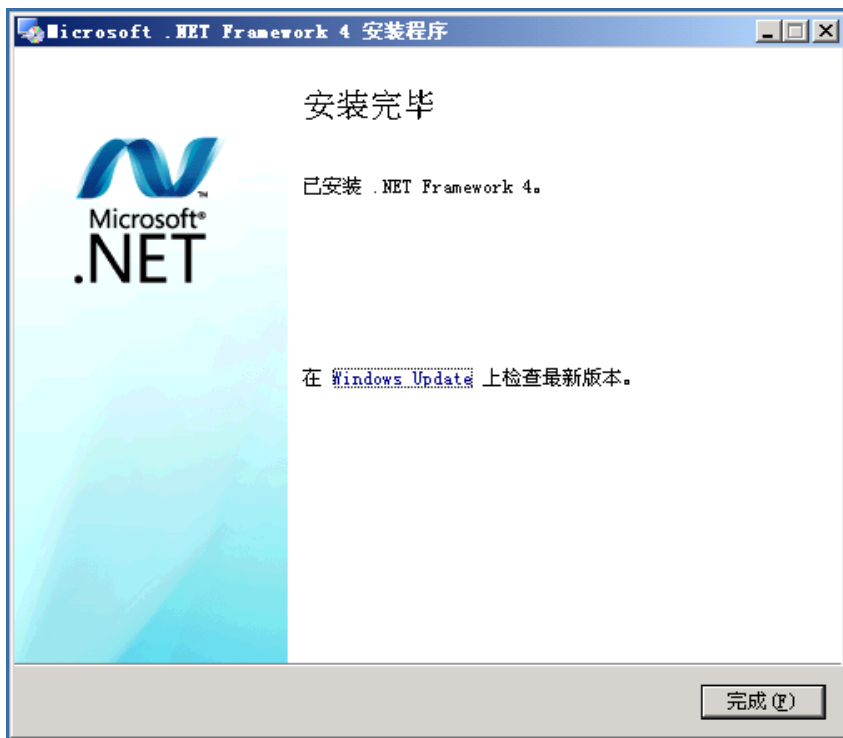 Microsoft .NET Framework 4 安装程序
安装完毕
已安装 .NET Framework 4。
Microsoft®
.NET
™
在 Windows Update 上检查最新版本。
完成(F)